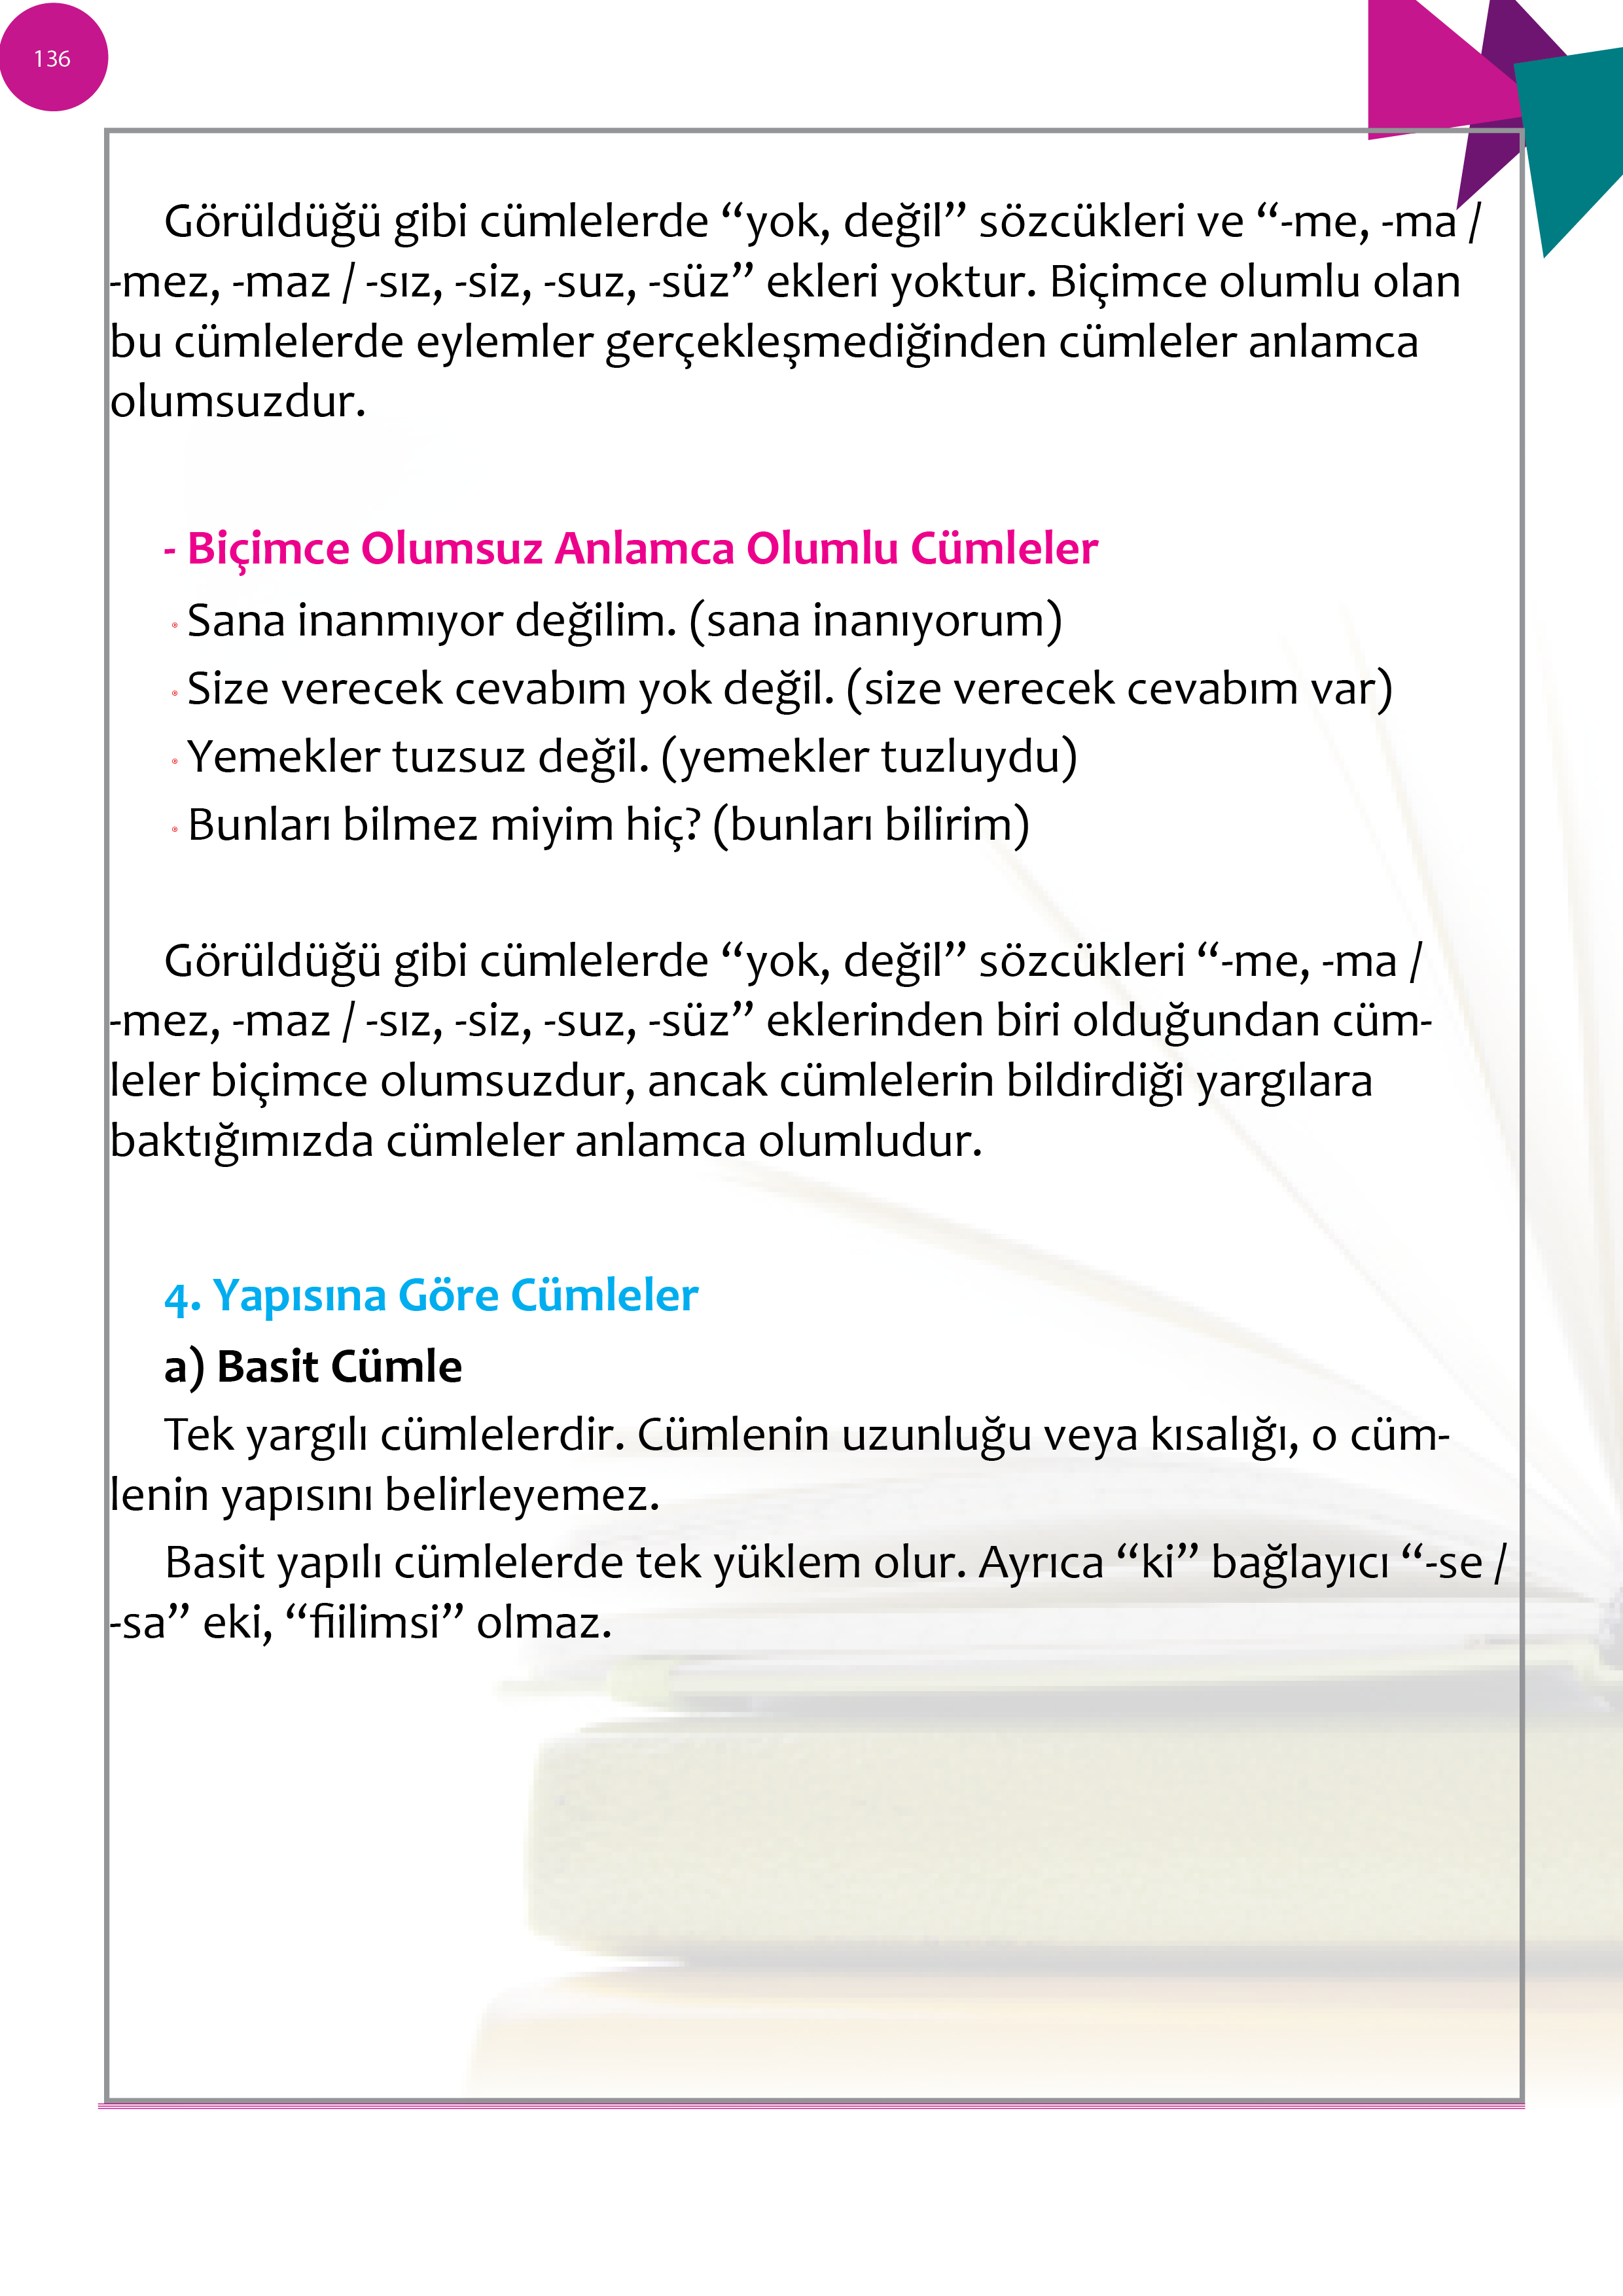 136
Görüldüğü gibi cümlelerde “yok, değil” sözcükleri ve “-me, -ma /
-mez, -maz / -sız, -siz, -suz, -süz” ekleri yoktur. Biçimce olumlu olan
bu cümlelerde eylemler gerçekleşmediğinden cümleler anlamca
olumsuzdur.
- Biçimce Olumsuz Anlamca Olumlu Cümleler
Sana inanmıyor değilim. (sana inanıyorum)
Size verecek cevabım yok değil. (size verecek cevabım var)
Yemekler tuzsuz değil. (yemekler tuzluydu)
Bunları bilmez miyim hiç? (bunları bilirim)
Görüldüğü gibi cümlelerde “yok, değil” sözcükleri “-me, -ma /
-mez, -maz / -sız, -siz, -suz, -süz” eklerinden biri olduğundan cüm-
leler biçimce olumsuzdur, ancak cümlelerin bildirdiği yargılara
baktığımızda cümleler anlamca olumludur.
4. Yapısına Göre Cümleler
a) Basit Cümle
Tek yargılı cümlelerdir. Cümlenin uzunluğu veya kısalığı, o cüm-
lenin yapısını belirleyemez.
Basit yapılı cümlelerde tek yüklem olur. Ayrıca “ki” bağlayıcı “-se /
-sa” eki, “fiilimsi” olmaz.